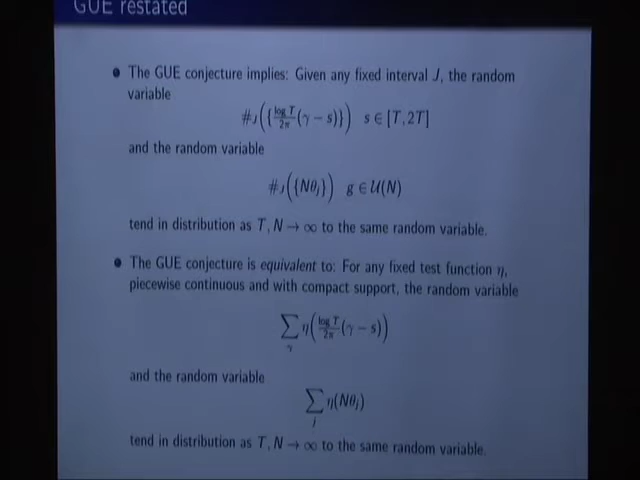 GUE restated
• The GUE conjecture implies: Given any fixed interval J, the random
variable
#_J({log T/2π (γ − s)}) s ∈ [T, 2T]
and the random variable
#_J({Nθ_j}) g ∈ U(N)
tend in distribution as T, N → ∞ to the same random variable.
• The GUE conjecture is equivalent to: For any fixed test function η,
piecewise continuous and with compact support, the random variable
∑_γ η(log T/2π (γ − s))
and the random variable
∑_j η(Nθ_j)
tend in distribution as T, N → ∞ to the same random variable.